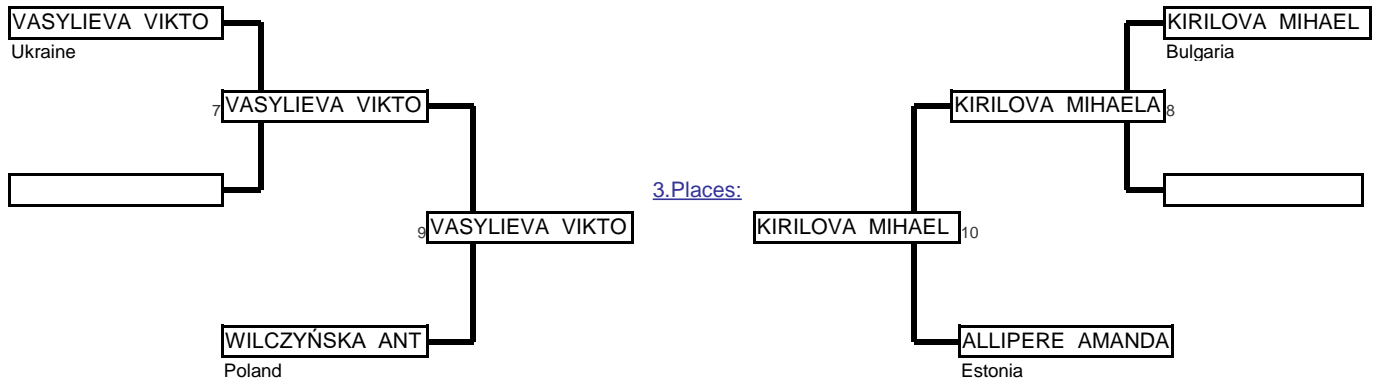 VASYLIEVA VIKTO
Ukraine
KIRILOVA MIHAEL
Bulgaria
7 VASYLIEVA VIKTO
KIRILOVA MIHAELA 8
3.Places:
9 VASYLIEVA VIKTO
KIRILOVA MIHAEL 10
WILCZYŃSKA ANT
Poland
ALLIPERE AMANDA
Estonia